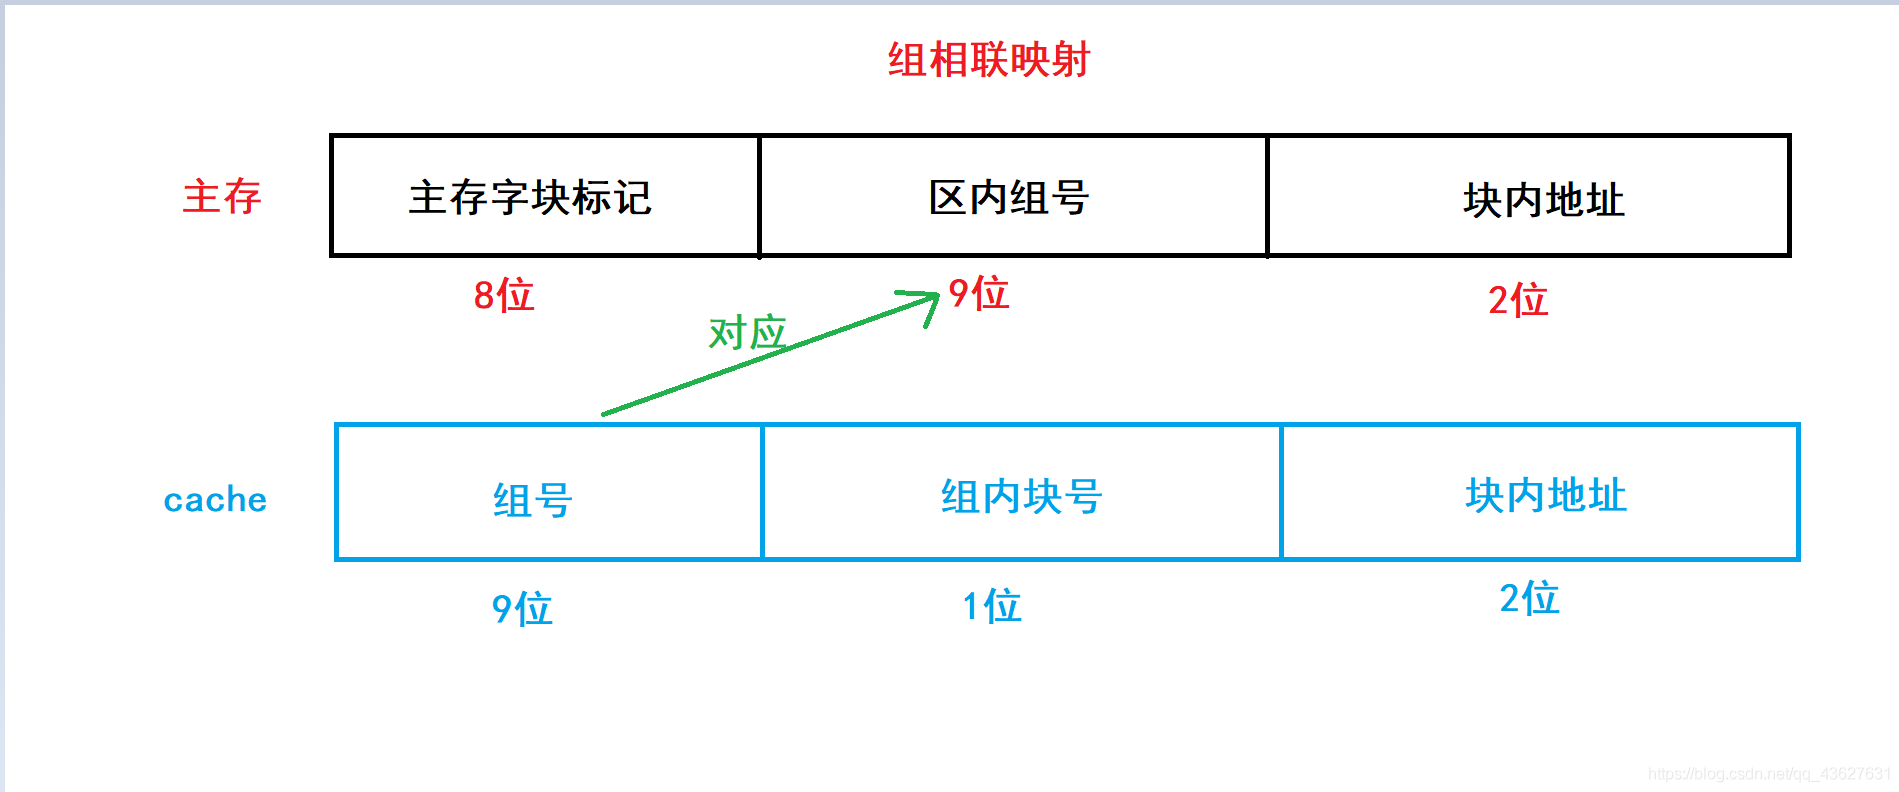 组相联映射
主存
主存字块标记
区内组号
块内地址
8位
9位
2位
对应
cache
组号
组内块号
块内地址
9位
1位
2位
https://blog.csdn.net/qq_43627631